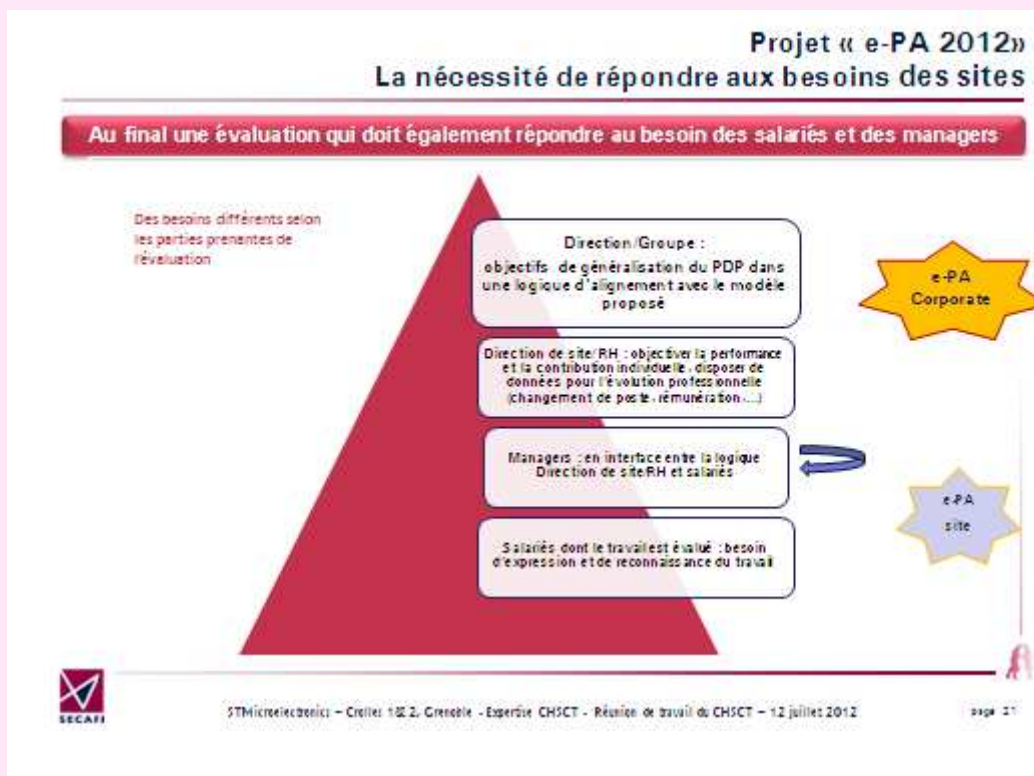 Projet « e-PA 2012»
La nécessité de répondre aux besoins des sites
Au final une évaluation qui doit également répondre au besoin des salariés et des managers
Des besoins différents selon
les parties prenantes de
l'évaluation
Direction/Groupe :
objectifs de généralisation du PDP dans
une logique d'alignement avec le modèle
proposé
e-PA
Corporate
Direction de site/RH : objectiver la performance
et la contribution individuelle, disposer de
données pour l'évolution professionnelle
(changement de poste, rémunération,...)
Managers : en interface entre la logique
Direction de site/RH et salariés
e-PA
site
Salariés dont le travail est évalué : besoin
d'expression et de reconnaissance du travail
SECAFI
STMicroelectronics – Crolles 1&2, Grenoble - Expertise CHSCT - Réunion de travail du CHSCT – 12 juillet 2012
page 21